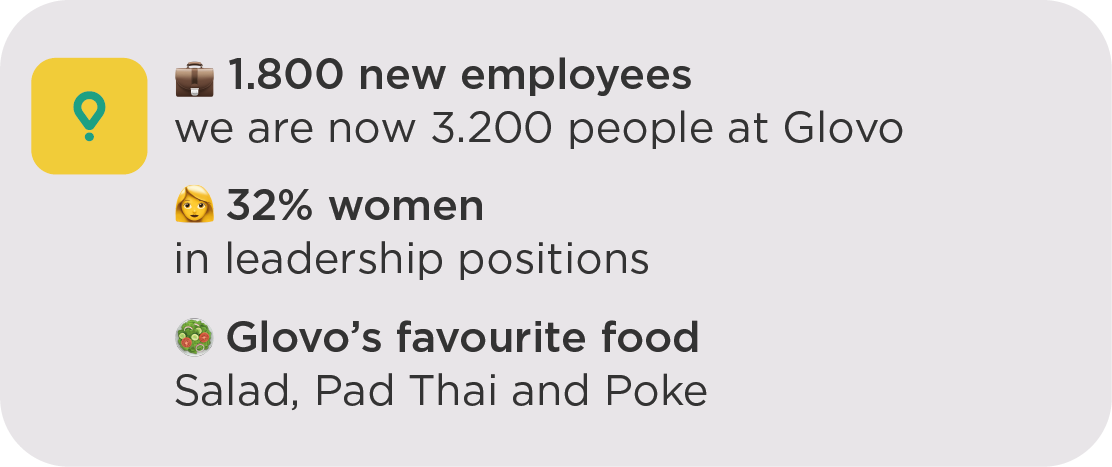 1.800 new employees
we are now 3.200 people at Glovo
32% women
in leadership positions
Glovo’s favourite food
Salad, Pad Thai and Poke